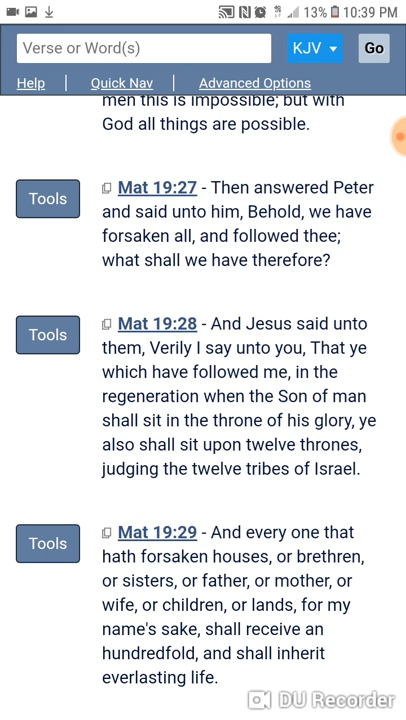 13% 10:39 PM
Verse or Word(s) KJV Go
Help Quick Nav Advanced Options
men this is impossible; but with
God all things are possible.
Tools
Mat 19:27 - Then answered Peter
and said unto him, Behold, we have
forsaken all, and followed thee;
what shall we have therefore?
Tools
Mat 19:28 - And Jesus said unto
them, Verily I say unto you, That ye
which have followed me, in the
regeneration when the Son of man
shall sit in the throne of his glory, ye
also shall sit upon twelve thrones,
judging the twelve tribes of Israel.
Tools
Mat 19:29 - And every one that
hath forsaken houses, or brethren,
or sisters, or father, or mother, or
wife, or children, or lands, for my
name's sake, shall receive an
hundredfold, and shall inherit
everlasting life.
DU Recorder